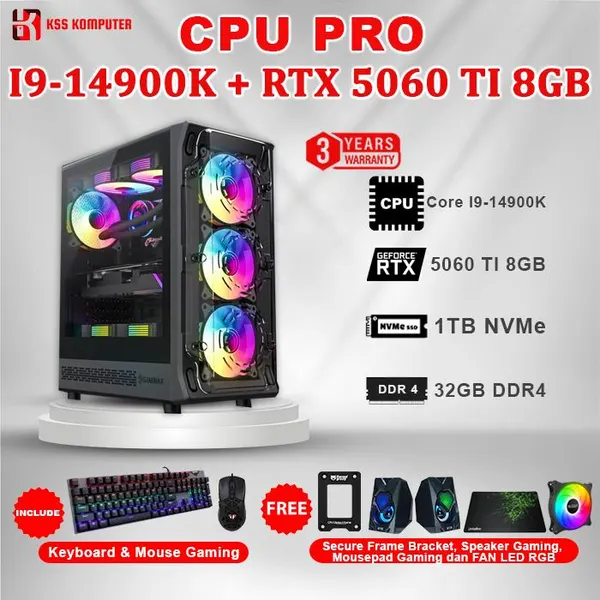 KSS KOMPUTER
CPU PRO
I9-14900K + RTX 5060 TI 8GB
3 YEARS
WARRANTY
CPU Core I9-14900K
GEFORCE
RTX 5060 TI 8GB
NVMe SSD 1TB NVMe
DDR 4 32GB DDR4
INCLUDE
Keyboard & Mouse Gaming
FREE
Secure Frame Bracket, Speaker Gaming,
Mousepad Gaming dan FAN LED RGB